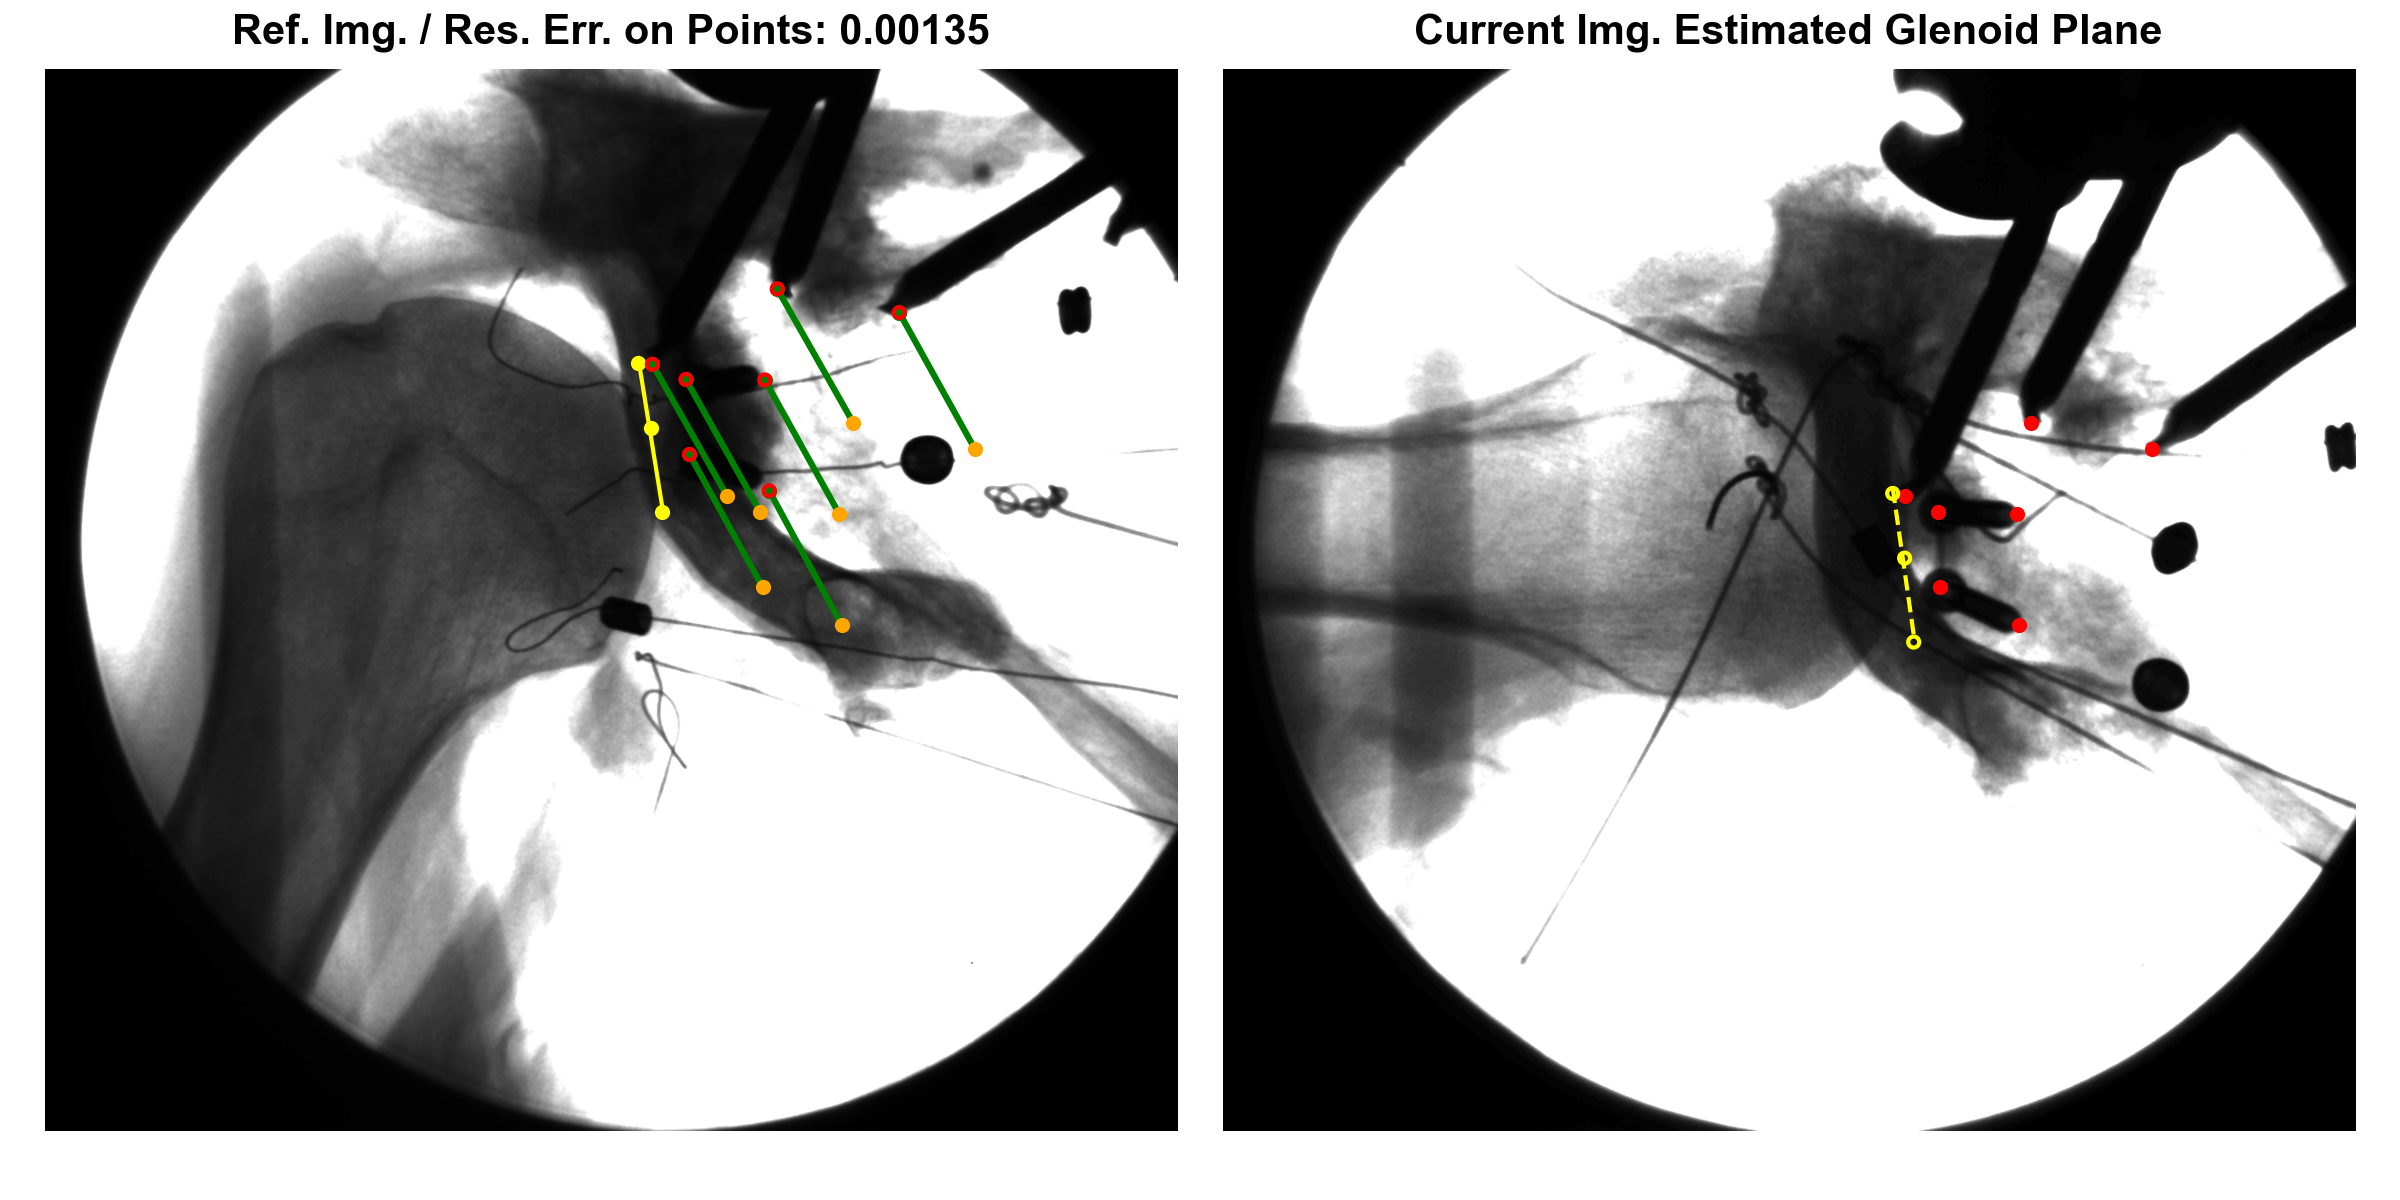 Ref. Img. / Res. Err. on Points: 0.00135
Current Img. Estimated Glenoid Plane